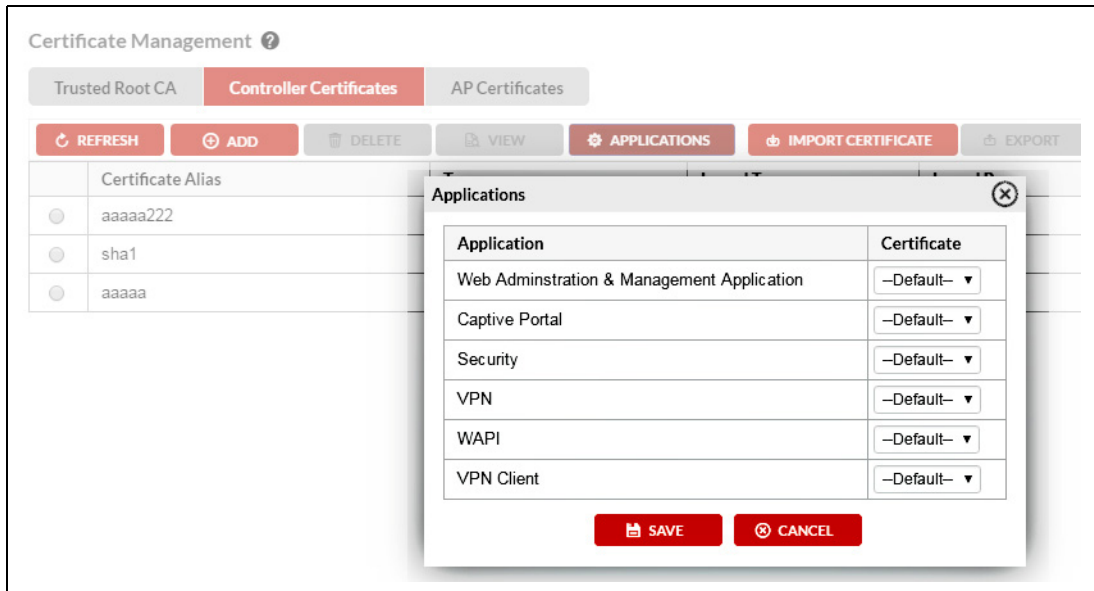 Certificate Management ?
Trusted Root CA Controller Certificates AP Certificates
REFRESH ADD DELETE VIEW APPLICATIONS IMPORT CERTIFICATE EXPORT
Certificate Alias
aaaaa222
sha1
aaaaa
Applications
Application Certificate
Web Adminstration & Management Application --Default--
Captive Portal --Default--
Security --Default--
VPN --Default--
WAPI --Default--
VPN Client --Default--
SAVE CANCEL